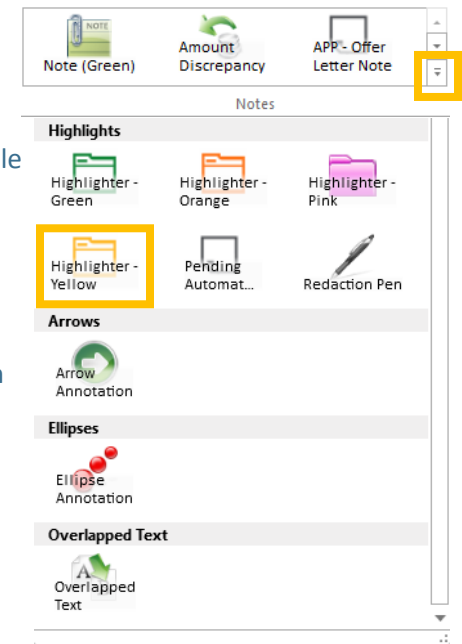 NOTE
Note (Green)
Amount
Discrepancy
APP - Offer
Letter Note
Notes
Highlights
le
Highlighter -
Green
Highlighter -
Orange
Highlighter -
Pink
Highlighter -
Yellow
Pending
Automat...
Redaction Pen
Arrows
n
Arrow
Annotation
Ellipses
Ellipse
Annotation
Overlapped Text
A
Overlapped
Text